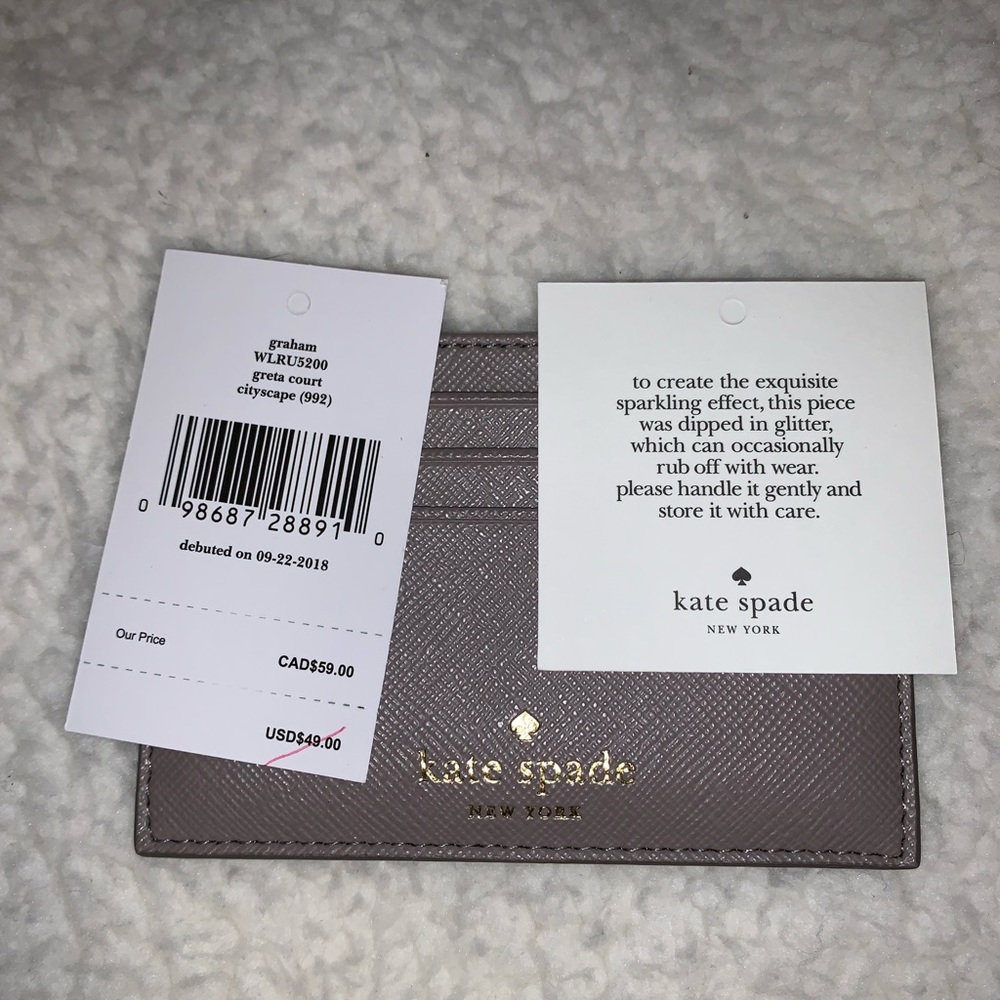 graham
WLRU5200
greta court
cityscape (992)
0 98687 28891 0
debuted on 09-22-2018
Our Price
CAD$59.00
USD$49.00
to create the exquisite
sparkling effect, this piece
was dipped in glitter,
which can occasionally
rub off with wear.
please handle it gently and
store it with care.
kate spade
NEW YORK
kate spade
NEW YORK